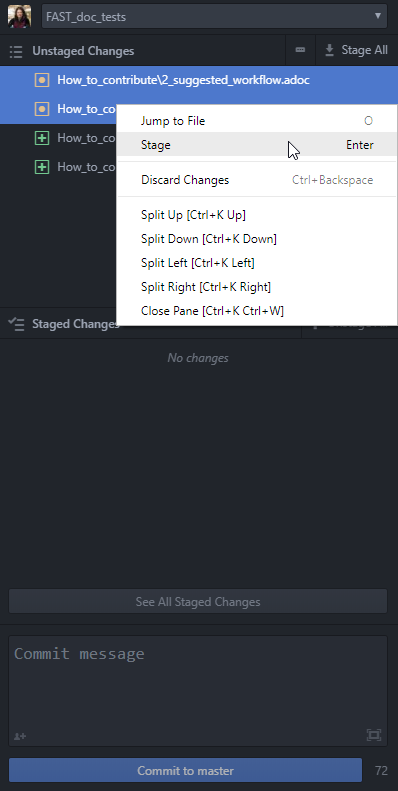 FAST_doc_tests
Unstaged Changes
Stage All
How_to_contribute\2_suggested_workflow.adoc
How_to_co
Jump to File O
How_to_co
Stage Enter
How_to_co
Discard Changes Ctrl+Backspace
Split Up [Ctrl+K Up]
Split Down [Ctrl+K Down]
Split Left [Ctrl+K Left]
Split Right [Ctrl+K Right]
Close Pane [Ctrl+K Ctrl+W]
Staged Changes
No changes
See All Staged Changes
Commit message
Commit to master 72